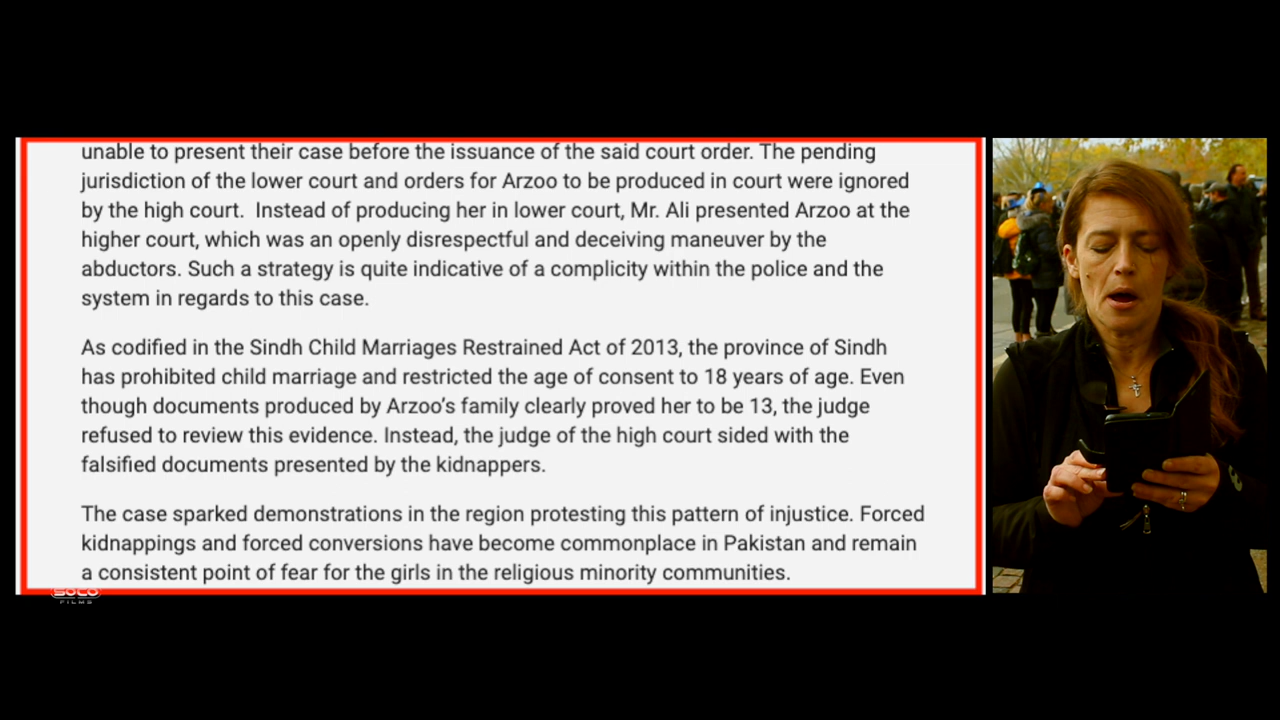 unable to present their case before the issuance of the said court order. The pending
jurisdiction of the lower court and orders for Arzoo to be produced in court were ignored
by the high court.  Instead of producing her in lower court, Mr. Ali presented Arzoo at the
higher court, which was an openly disrespectful and deceiving maneuver by the
abductors. Such a strategy is quite indicative of a complicity within the police and the
system in regards to this case.
As codified in the Sindh Child Marriages Restrained Act of 2013, the province of Sindh
has prohibited child marriage and restricted the age of consent to 18 years of age. Even
though documents produced by Arzoo’s family clearly proved her to be 13, the judge
refused to review this evidence. Instead, the judge of the high court sided with the
falsified documents presented by the kidnappers.
The case sparked demonstrations in the region protesting this pattern of injustice. Forced
kidnappings and forced conversions have become commonplace in Pakistan and remain
a consistent point of fear for the girls in the religious minority communities.
SOCO
FILMS